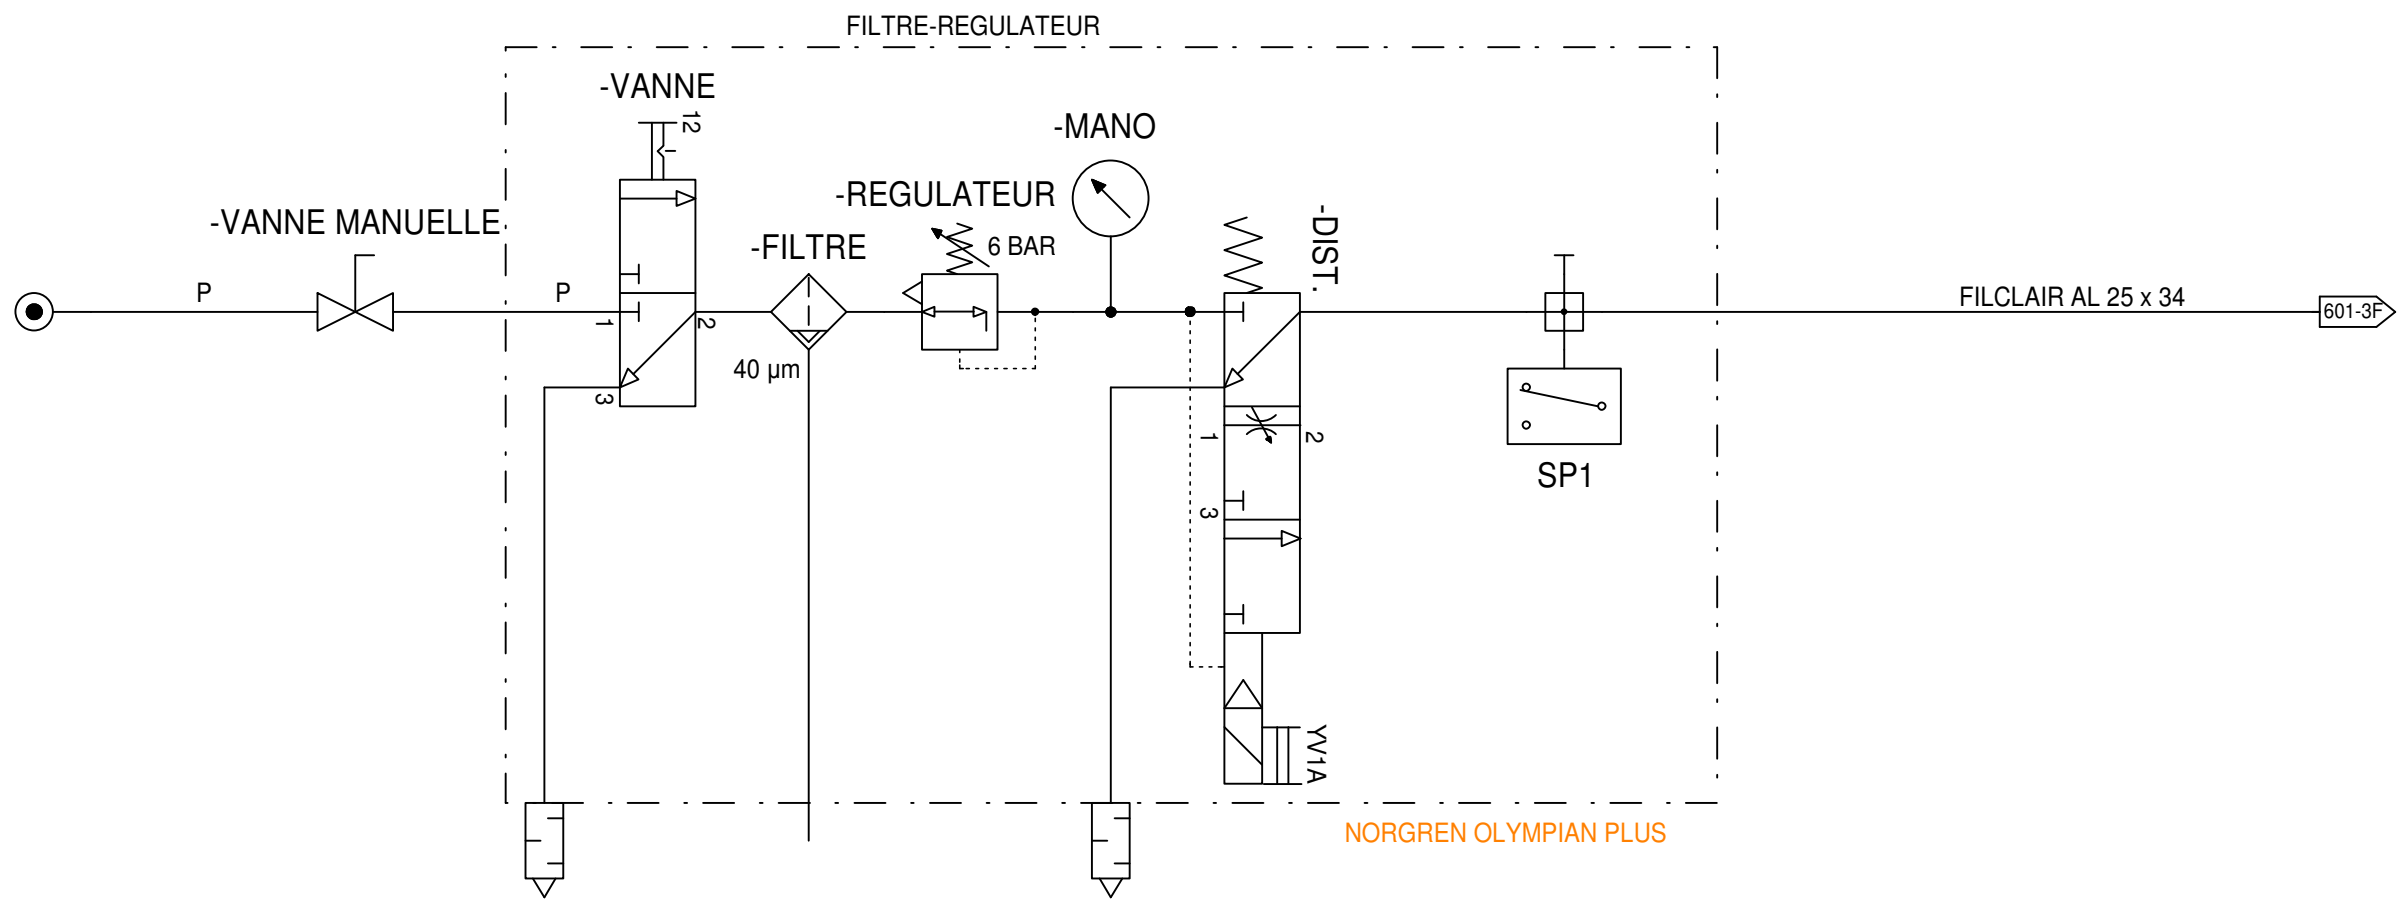 FILTRE-REGULATEUR
-VANNE
12
-MANO
-REGULATEUR
-VANNE MANUELLE
-FILTRE
6 BAR
-DIST.
P
P
FILCLAIR AL 25 x 34
601-3F
1
2
40 µm
3
1
2
SP1
3
YV1A
NORGREN OLYMPIAN PLUS